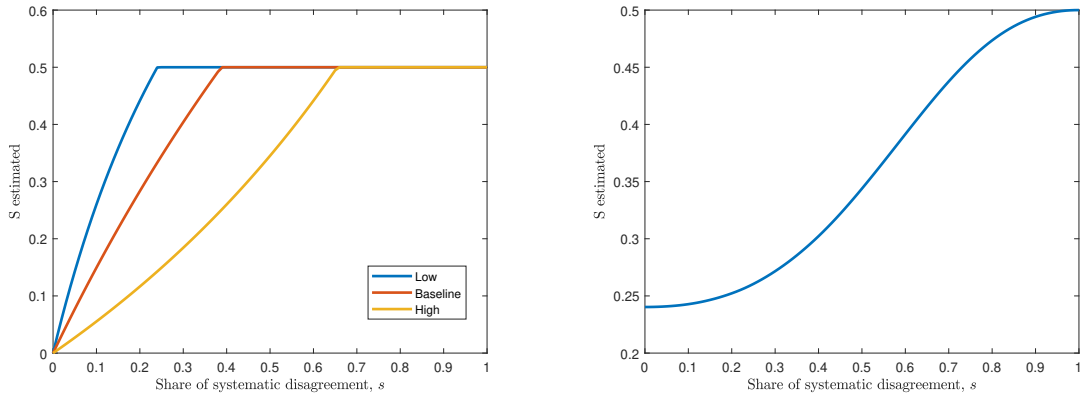 0.6
0.5
0.4
0.3
0.2
0.1
0
S estimated
Low
Baseline
High
0 0.1 0.2 0.3 0.4 0.5 0.6 0.7 0.8 0.9 1
Share of systematic disagreement, s
0.5
0.45
0.4
0.35
0.3
0.25
0.2
S estimated
0 0.1 0.2 0.3 0.4 0.5 0.6 0.7 0.8 0.9 1
Share of systematic disagreement, s